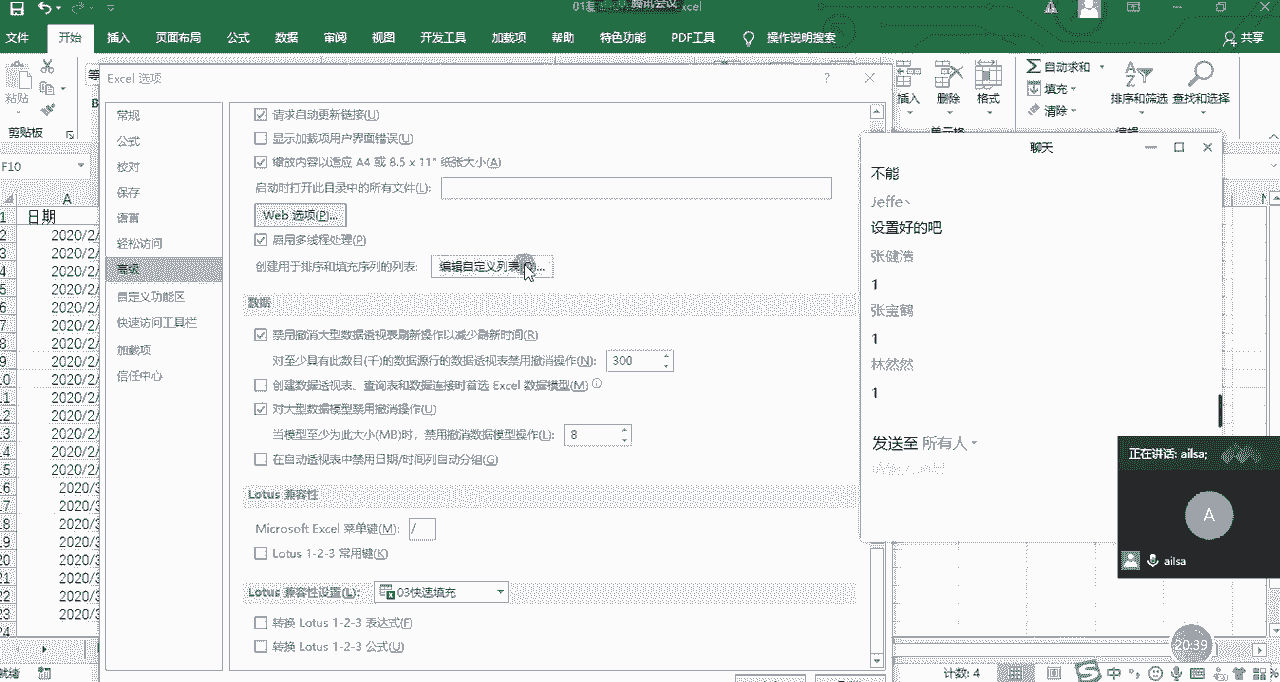 腾讯会议
文件 开始 插入 页面布局 公式 数据 审阅 视图 开发工具 加载项 帮助 特色功能 PDF工具 操作说明搜索 共享
粘贴
剪贴板
插入 删除 格式
自动求和
填充
清除
排序和筛选 查找和选择
编辑
F10
A
日期
2020/2/
2020/2/
2020/2/
2020/2/
2020/2/
2020/2/
2020/2/
2020/2/
2020/2/
2020/2/
2020/2/
2020/2/
2020/2/
2020/2/
2020/3
2020/3
2020/3
2020/3
2020/3
2020/3
2020/3
2020/3
Excel 选项
常规
公式
校对
保存
语言
轻松访问
高级
自定义功能区
快速访问工具栏
加载项
信任中心
请求自动更新链接(U)
显示加载项用户界面错误(U)
缩放内容以适应 A4 或 8.5 x 11" 纸张大小(A)
启动时打开此目录中的所有文件(L):
Web 选项(P)...
启用多线程处理(P)
创建用于排序和填充序列的列表: 编辑自定义列表
数据
禁用撤消大型数据透视表刷新操作以减少刷新时间(R)
对至少具有此数目(千)的数据源行的数据透视表禁用撤消操作(N): 300
创建数据透视表、查询表和数据连接时首选 Excel 数据模型(M)
对大型数据模型禁用撤消操作(U)
当模型至少为此大小(MB)时，禁用撤消数据模型操作(L): 8
在自动透视表中禁用日期/时间列自动分组(G)
Lotus 兼容性
Microsoft Excel 菜单键(M): /
Lotus 1-2-3 常用键(K)
Lotus 兼容性设置(L): 03快速填充
转换 Lotus 1-2-3 表达式(F)
转换 Lotus 1-2-3 公式(U)
聊天
不能
Jeffe丶
设置好的吧
张健浩
1
张宝鹤
1
林然然
1
发送至 所有人
正在讲话: ailsa;
A
ailsa
20:39
计数: 4
中